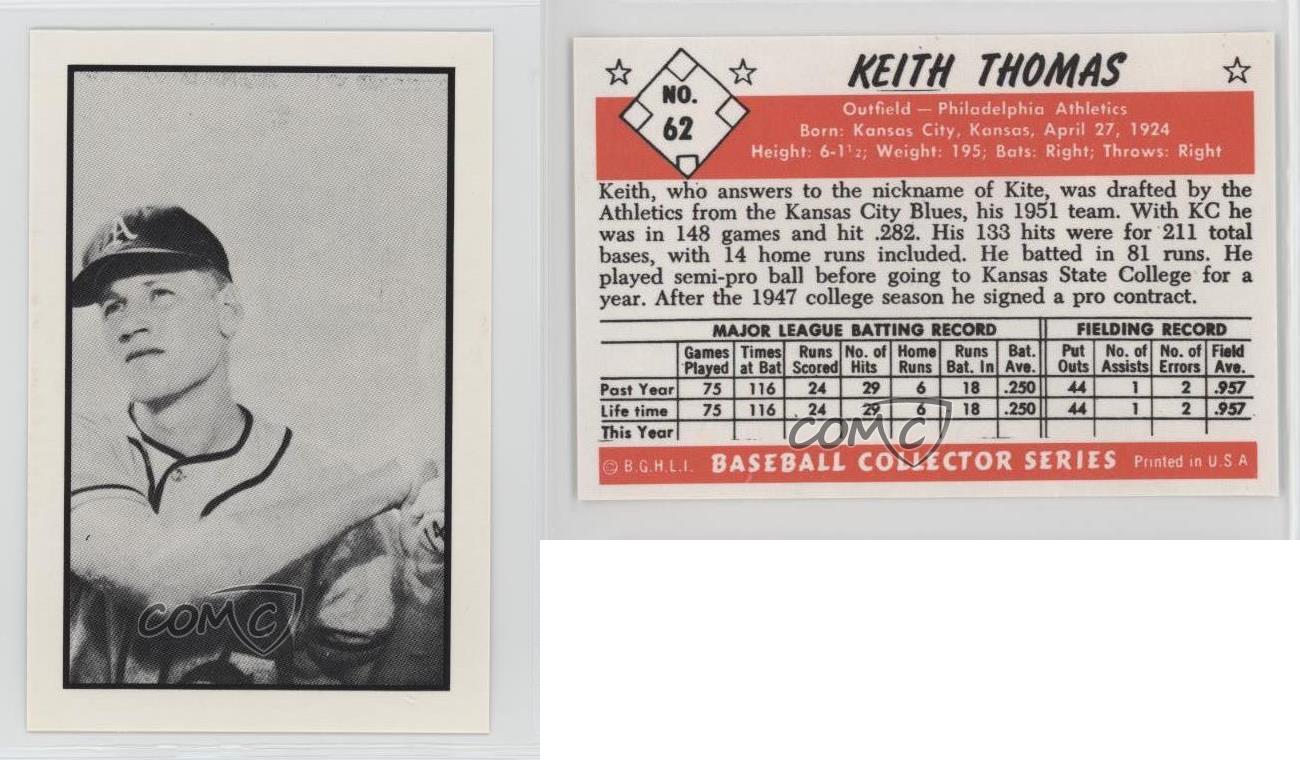 A
COMC
KEITH THOMAS
NO.
62
Outfield — Philadelphia Athletics
Born: Kansas City, Kansas, April 27, 1924
Height: 6-1½; Weight: 195; Bats: Right; Throws: Right
Keith, who answers to the nickname of Kite, was drafted by the
Athletics from the Kansas City Blues, his 1951 team. With KC he
was in 148 games and hit .282. His 133 hits were for 211 total
bases, with 14 home runs included. He batted in 81 runs. He
played semi-pro ball before going to Kansas State College for a
year. After the 1947 college season he signed a pro contract.
MAJOR LEAGUE BATTING RECORD FIELDING RECORD
Games Times Runs No. of Home Runs Bat. Put No. of No. of Field
Played at Bat Scored Hits Runs Bat. In Ave. Outs Assists Errors Ave.
Past Year 75 116 24 29 6 18 .250 44 1 2 .957
Life time 75 116 24 29 6 18 .250 44 1 2 .957
This Year
COMC
© B.G.H.L.I. BASEBALL COLLECTOR SERIES Printed in U.S A